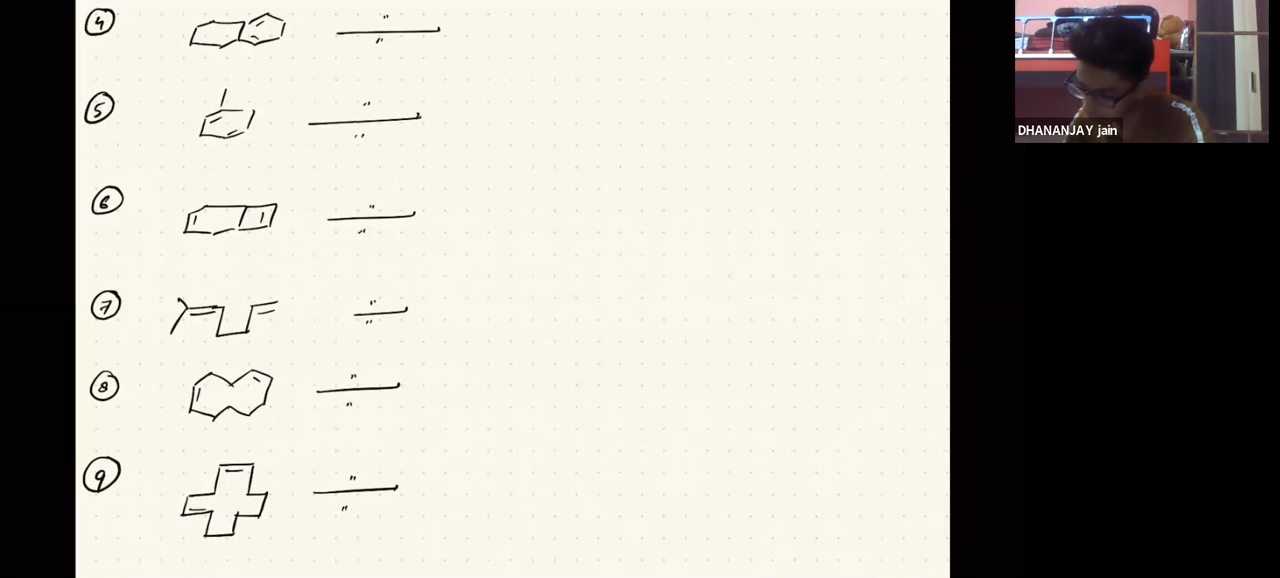 4 " "
5 " "
DHANANJAY jain
6 " "
7 " "
8 " "
9 " "